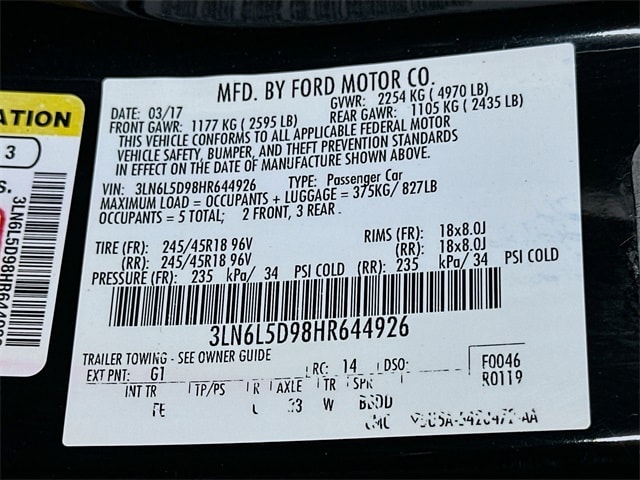 ATION
3
S.
3LN6L5D98HR644926
MFD. BY FORD MOTOR CO.
DATE: 03/17 GVWR: 2254 KG ( 4970 LB)
FRONT GAWR: 1177 KG ( 2595 LB) REAR GAWR: 1105 KG ( 2435 LB)
THIS VEHICLE CONFORMS TO ALL APPLICABLE FEDERAL MOTOR
VEHICLE SAFETY, BUMPER, AND THEFT PREVENTION STANDARDS
IN EFFECT ON THE DATE OF MANUFACTURE SHOWN ABOVE.
VIN: 3LN6L5D98HR644926 TYPE: Passenger Car
MAXIMUM LOAD = OCCUPANTS + LUGGAGE = 375KG/ 827LB
OCCUPANTS = 5 TOTAL; 2 FRONT, 3 REAR
TIRE (FR): 245/45R18 96V RIMS (FR): 18x8.0J
(RR): 245/45R18 96V (RR): 18x8.0J
PRESSURE (FR): 235 kPa/ 34 PSI COLD (RR): 235 kPa/ 34 PSI COLD
3LN6L5D98HR644926
TRAILER TOWING - SEE OWNER GUIDE
EXT PNT: G1 RC: 14 DSO: F0046
R0119
INT TR TP/PS R AXLE TR SPR
FE 33 W